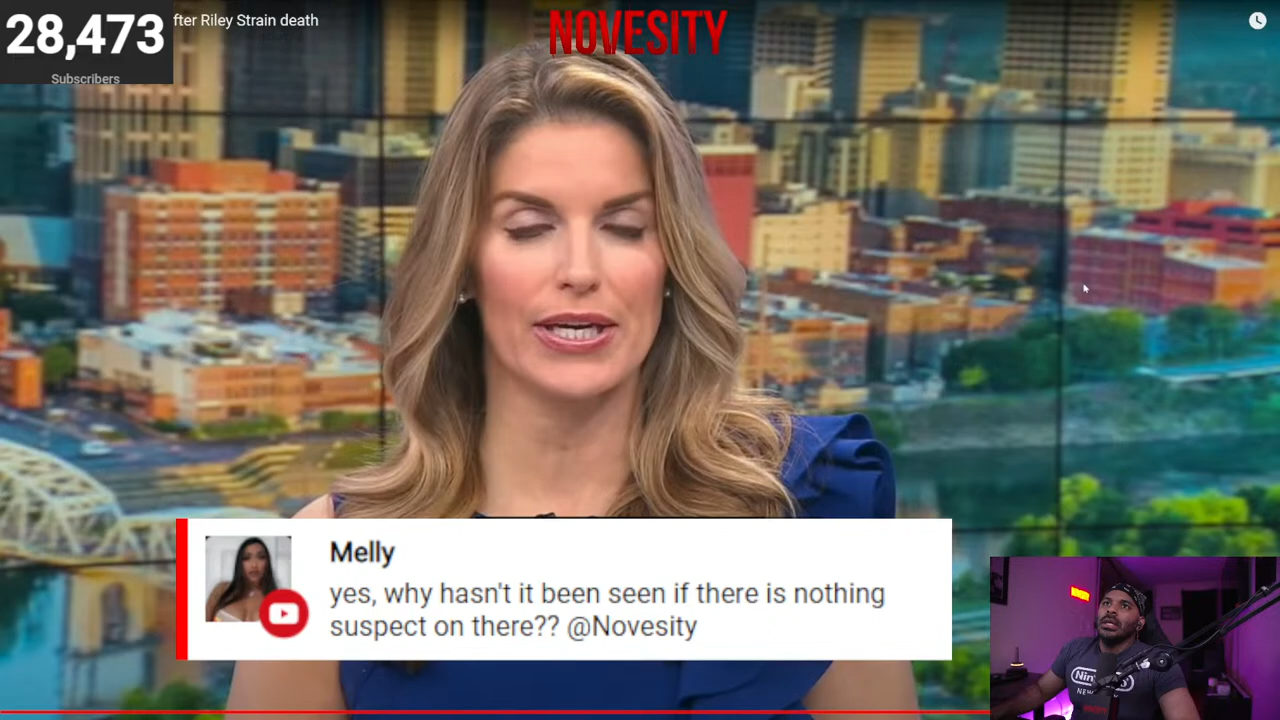 28,473
fter Riley Strain death
NOVESITY
Subscribers
Melly
yes, why hasn't it been seen if there is nothing
suspect on there?? @Novesity